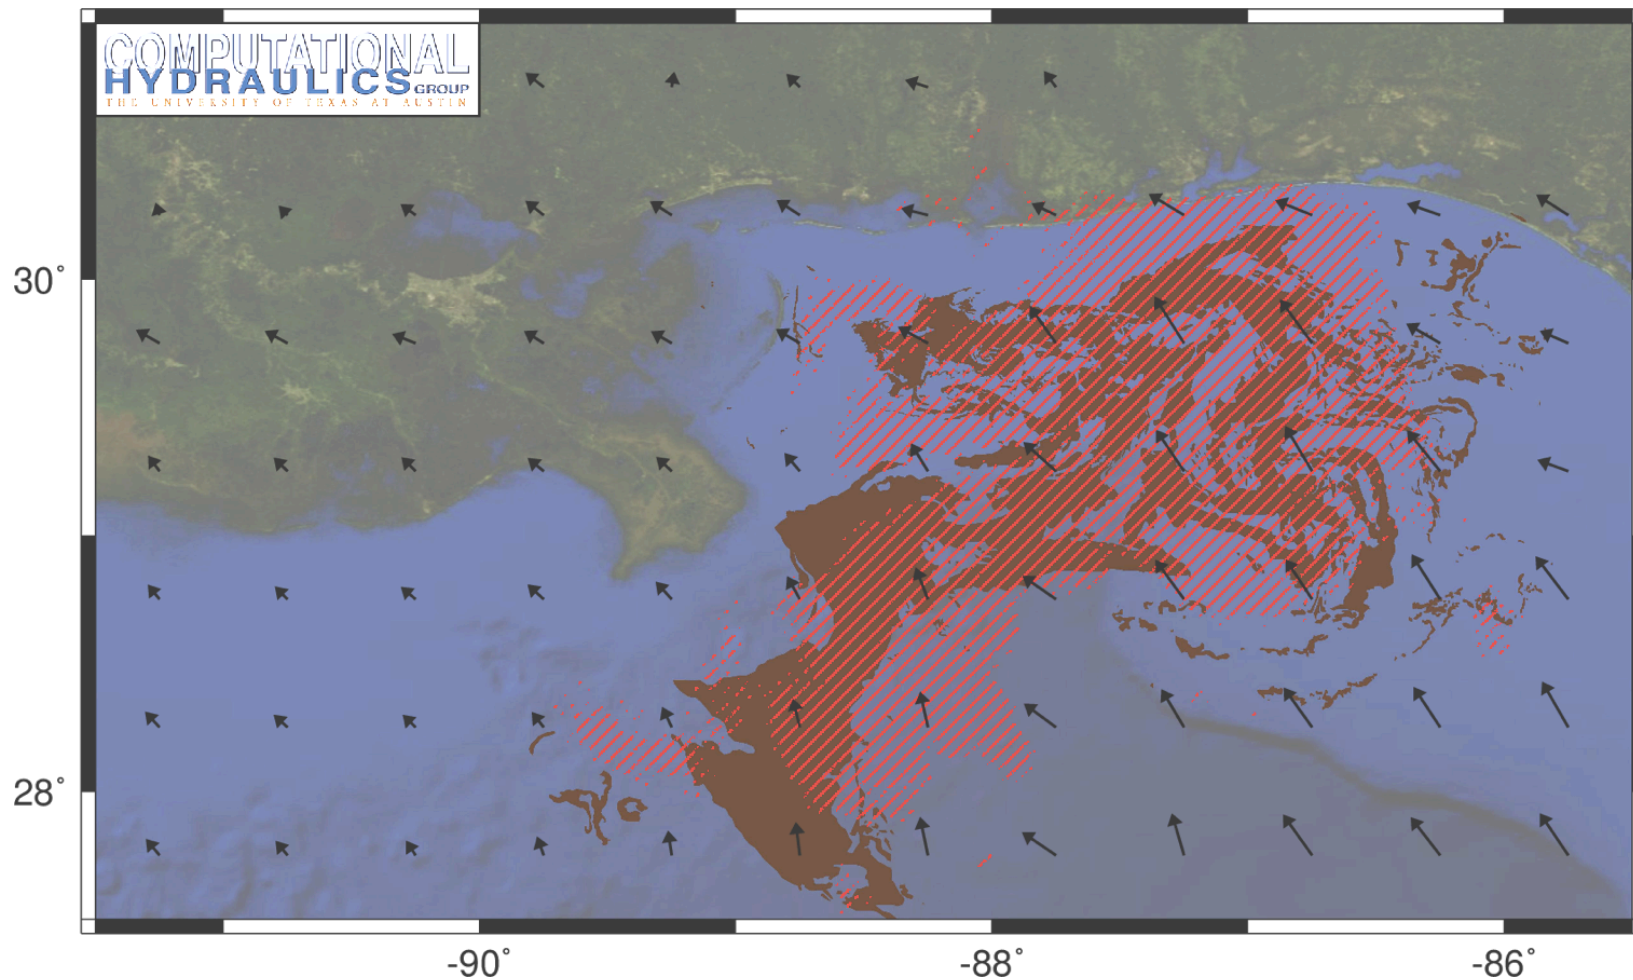 COMPUTATIONAL
HYDRAULICS GROUP
THE UNIVERSITY OF TEXAS AT AUSTIN
30°
28°
-90° -88° -86°